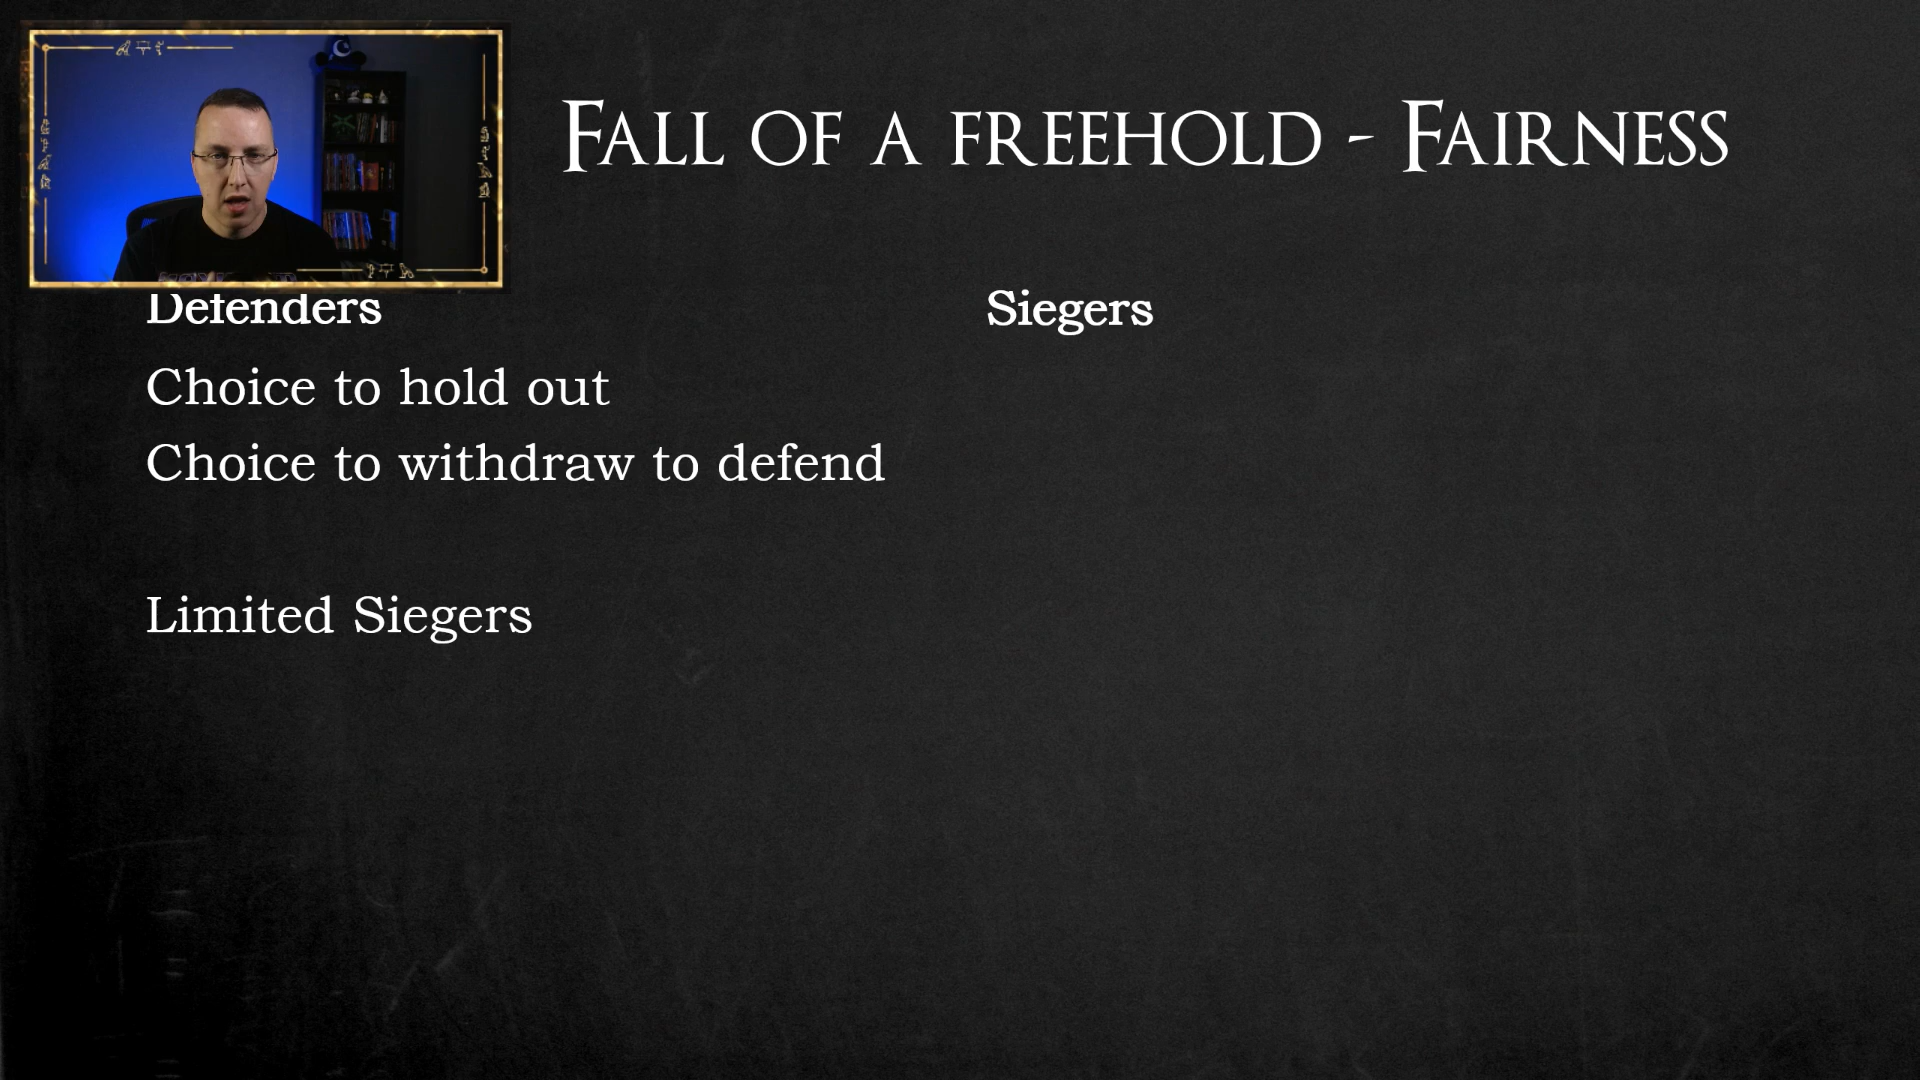 Fall of a freehold - Fairness
Defenders
Siegers
Choice to hold out
Choice to withdraw to defend
Limited Siegers